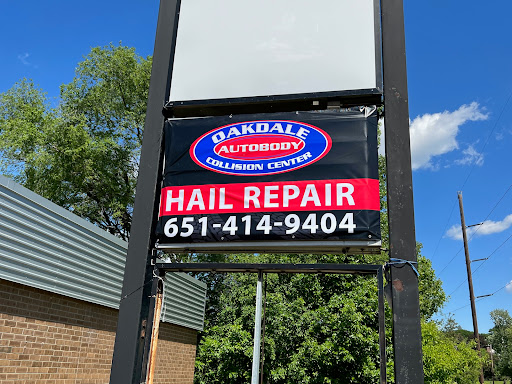 OAKDALE
AUTOBODY
COLLISION CENTER
HAIL REPAIR
651-414-9404